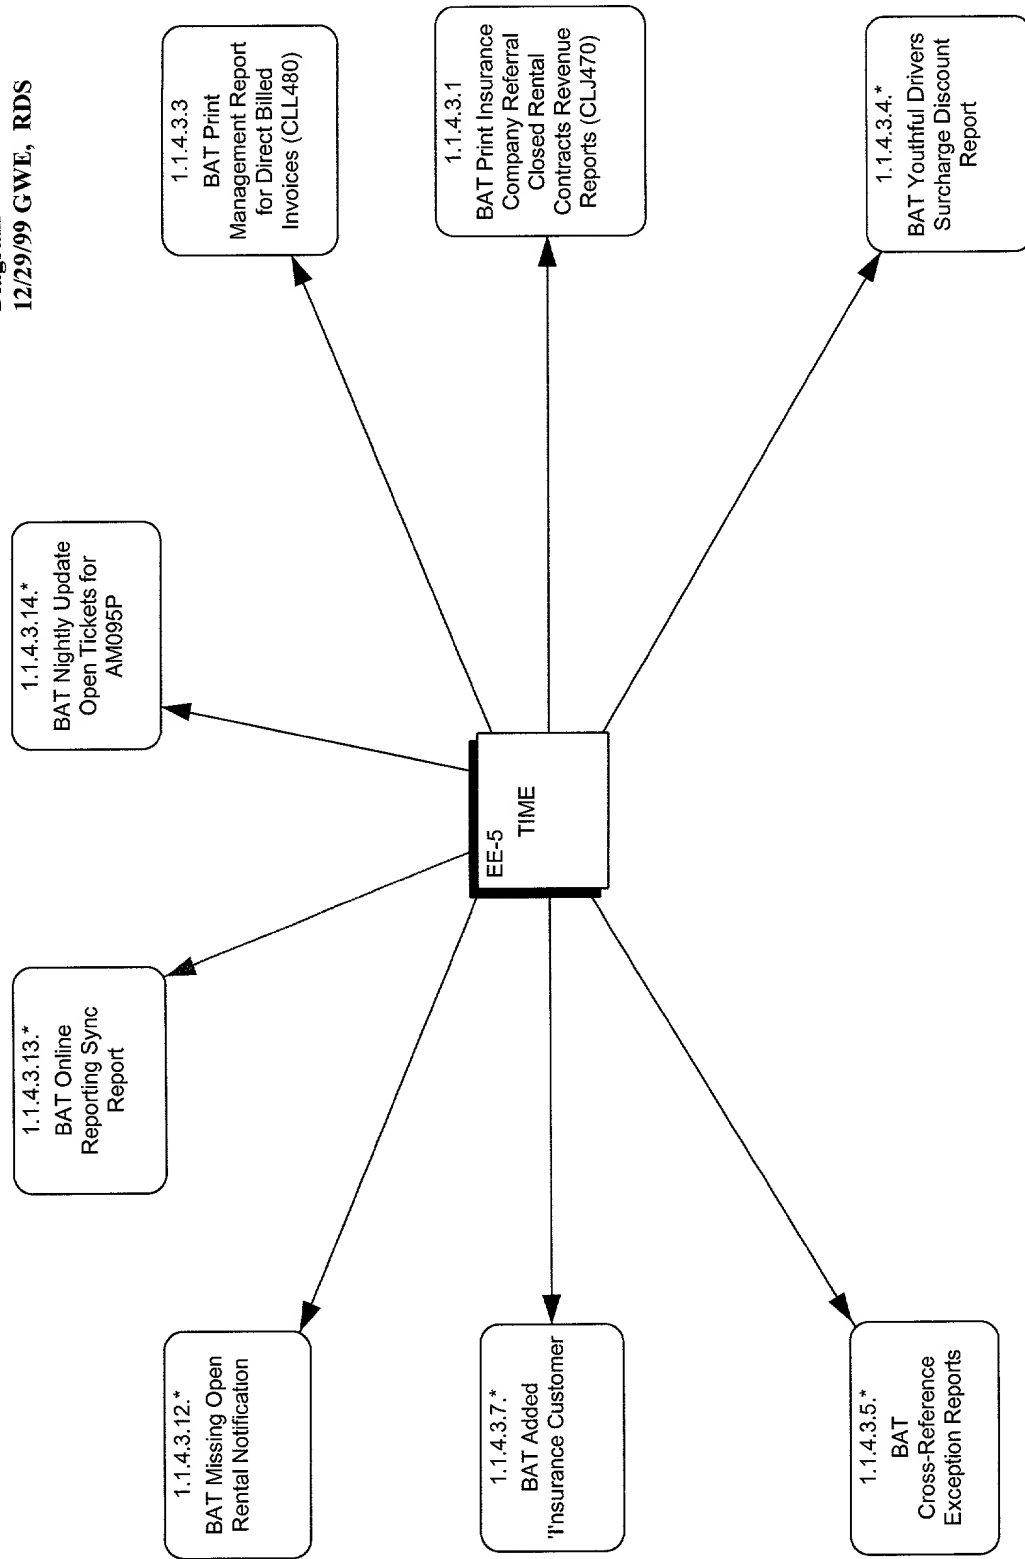 12/29/99 GWE, RDS
1.1.4.3.12.*
BAT Missing Open
Rental Notification
1.1.4.3.13.*
BAT Online
Reporting Sync
Report
1.1.4.3.14.*
BAT Nightly Update
Open Tickets for
AM095P
1.1.4.3.3
BAT Print
Management Report
for Direct Billed
Invoices (CLL480)
1.1.4.3.7.*
BAT Added
'I'nsurance Customer
EE-5
TIME
1.1.4.3.1
BAT Print Insurance
Company Referral
Closed Rental
Contracts Revenue
Reports (CLJ470)
1.1.4.3.5.*
BAT
Cross-Reference
Exception Reports
1.1.4.3.4.*
BAT Youthful Drivers
Surcharge Discount
Report